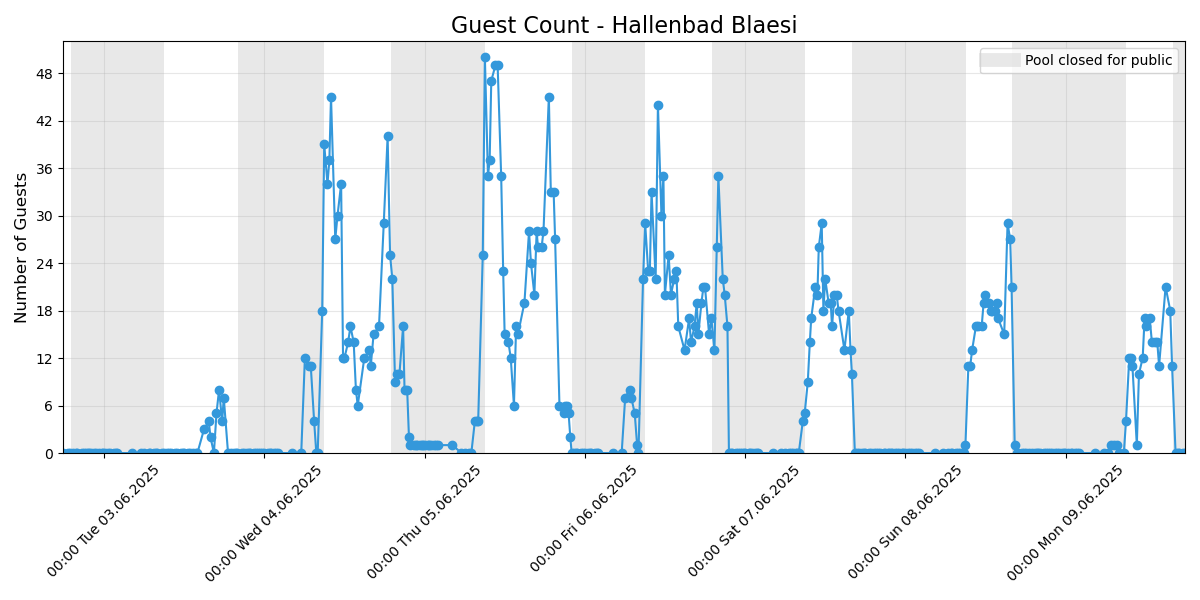 Guest Count - Hallenbad Blaesi
Pool closed for public
Number of Guests
48
42
36
30
24
18
12
6
0
00:00 Tue 03.06.2025
00:00 Wed 04.06.2025
00:00 Thu 05.06.2025
00:00 Fri 06.06.2025
00:00 Sat 07.06.2025
00:00 Sun 08.06.2025
00:00 Mon 09.06.2025